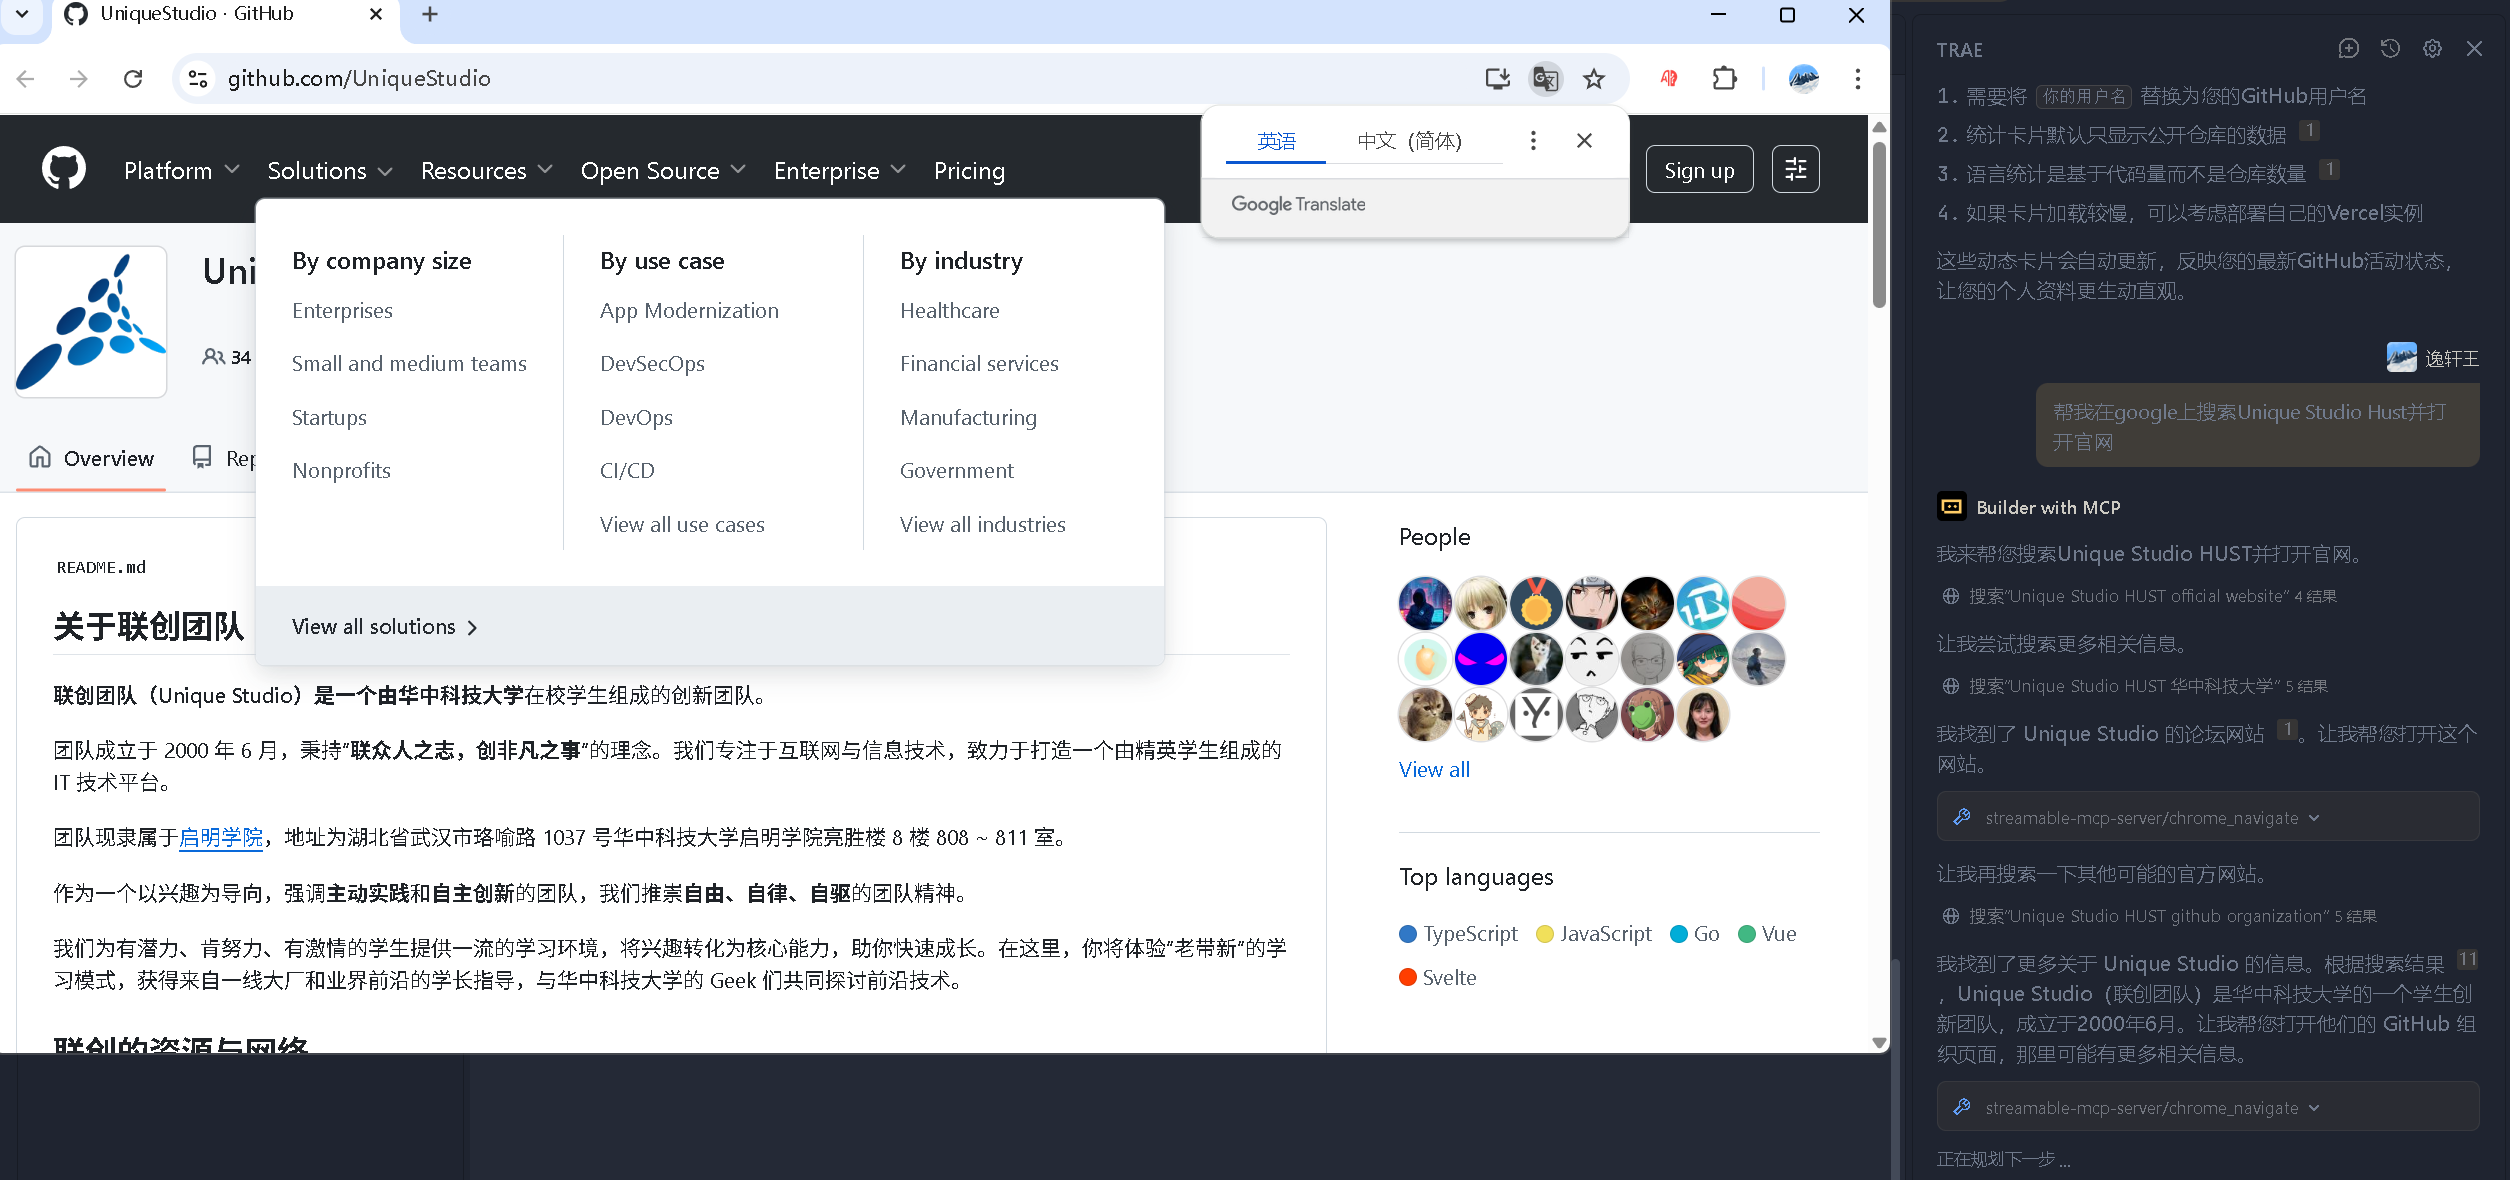 UniqueStudio · GitHub
github.com/UniqueStudio
英语
中文（简体）
Google Translate
Platform
Solutions
Resources
Open Source
Enterprise
Pricing
Sign up
Uni
34
Overview
Rep
By company size
Enterprises
Small and medium teams
Startups
Nonprofits
By use case
App Modernization
DevSecOps
DevOps
CI/CD
View all use cases
By industry
Healthcare
Financial services
Manufacturing
Government
View all industries
View all solutions
README.md
关于联创团队
联创团队（Unique Studio）是一个由华中科技大学在校学生组成的创新团队。
团队成立于 2000 年 6 月，秉持“联众人之志，创非凡之事”的理念。我们专注于互联网与信息技术，致力于打造一个由精英学生组成的
IT 技术平台。
团队现隶属于启明学院，地址为湖北省武汉市珞喻路 1037 号华中科技大学启明学院亮胜楼 8 楼 808 ~ 811 室。
作为一个以兴趣为导向，强调主动实践和自主创新的团队，我们推崇自由、自律、自驱的团队精神。
我们为有潜力、肯努力、有激情的学生提供一流的学习环境，将兴趣转化为核心能力，助你快速成长。在这里，你将体验“老带新”的学
习模式，获得来自一线大厂和业界前沿的学长指导，与华中科技大学的 Geek 们共同探讨前沿技术。
联创的资源与网络
People
View all
Top languages
TypeScript
JavaScript
Go
Vue
Svelte
TRAE
1. 需要将 你的用户名 替换为您的GitHub用户名
2. 统计卡片默认只显示公开仓库的数据 1
3. 语言统计是基于代码量而不是仓库数量 1
4. 如果卡片加载较慢，可以考虑部署自己的Vercel实例
这些动态卡片会自动更新，反映您的最新GitHub活动状态，
让您的个人资料更生动直观。
逸轩王
帮我在google上搜索Unique Studio Hust并打
开官网
Builder with MCP
我来帮您搜索Unique Studio HUST并打开官网。
搜索“Unique Studio HUST official website” 4 结果
让我尝试搜索更多相关信息。
搜索“Unique Studio HUST 华中科技大学” 5 结果
我找到了 Unique Studio 的论坛网站 1 。让我帮您打开这个
网站。
streamable-mcp-server/chrome_navigate
让我再搜索一下其他可能的官方网站。
搜索“Unique Studio HUST github organization” 5 结果
我找到了更多关于 Unique Studio 的信息。根据搜索结果 11
，Unique Studio（联创团队）是华中科技大学的一个学生创
新团队，成立于2000年6月。让我帮您打开他们的 GitHub 组
织页面，那里可能有更多相关信息。
streamable-mcp-server/chrome_navigate
正在规划下一步 ...